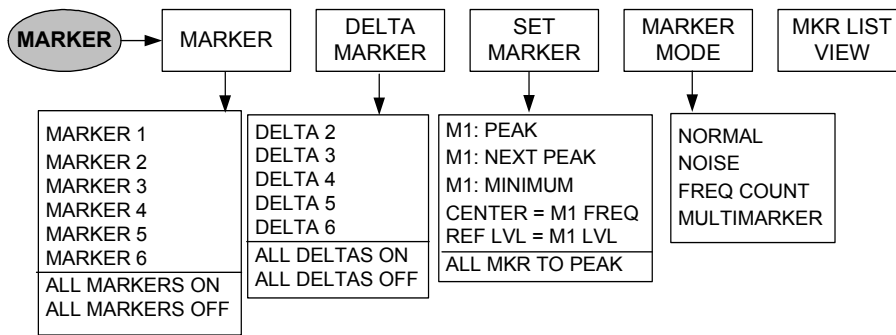 MARKER
MARKER
DELTA
MARKER
SET
MARKER
MARKER
MODE
MKR LIST
VIEW
MARKER 1
MARKER 2
MARKER 3
MARKER 4
MARKER 5
MARKER 6
ALL MARKERS ON
ALL MARKERS OFF
DELTA 2
DELTA 3
DELTA 4
DELTA 5
DELTA 6
ALL DELTAS ON
ALL DELTAS OFF
M1: PEAK
M1: NEXT PEAK
M1: MINIMUM
CENTER = M1 FREQ
REF LVL = M1 LVL
ALL MKR TO PEAK
NORMAL
NOISE
FREQ COUNT
MULTIMARKER